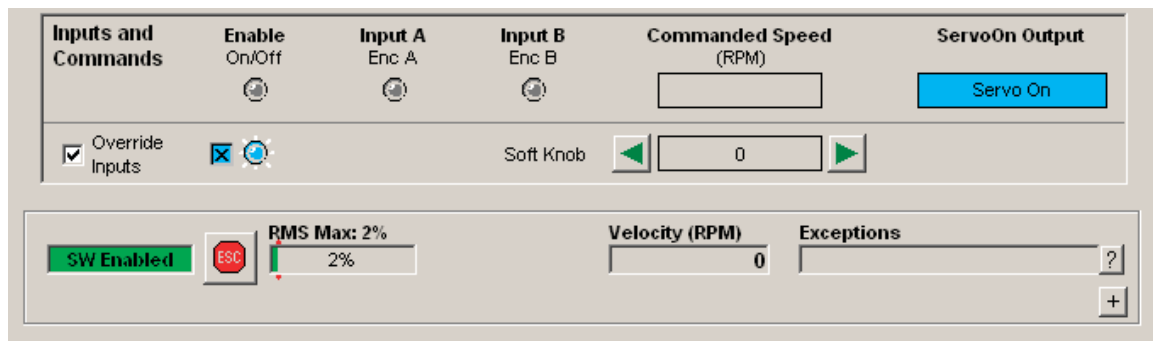 Inputs and Commands
Enable
On/Off
Input A
Enc A
Input B
Enc B
Commanded Speed
(RPM)
ServoOn Output
Servo On
Override
Inputs
Soft Knob
0
SW Enabled
ESC
RMS Max: 2%
2%
Velocity (RPM)
0
Exceptions
?
+